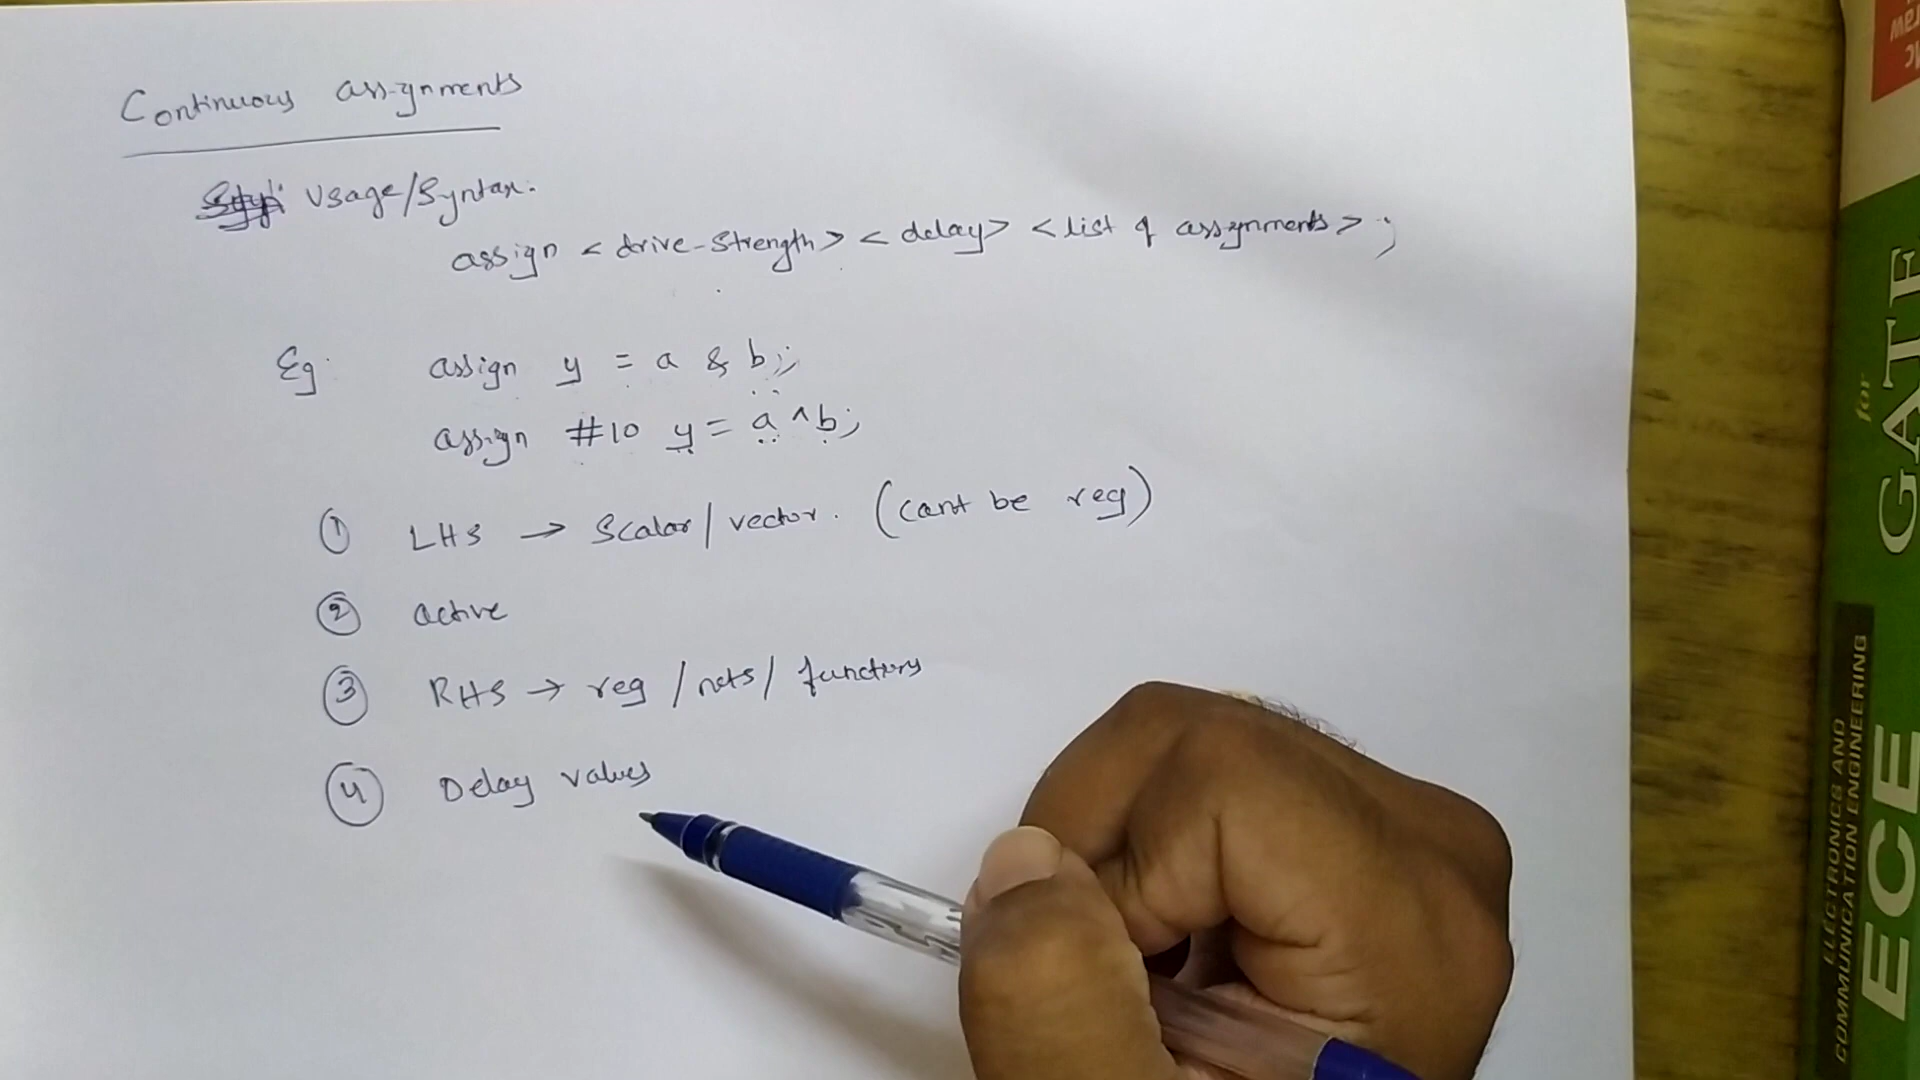 Continuous assignments
Usage/Syntax:
assign <drive-strength> <delay> <list of assignments> ;
Eg: assign y = a & b;
assign #10 y = a ^ b;
① LHS → Scalar/vector. (cant be reg)
② active
③ RHS → reg / nets / functions
④ Delay values
GATE
for
ECE
ELECTRONICS AND
COMMUNICATION ENGINEERING